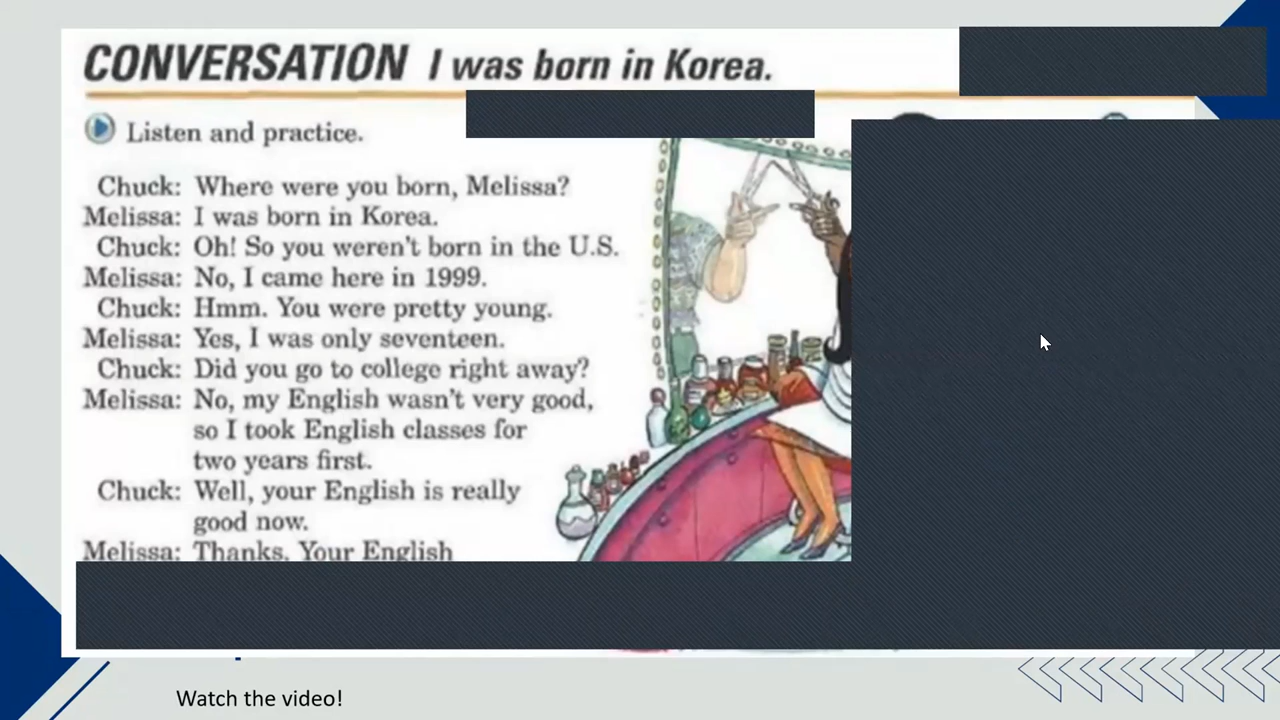 CONVERSATION I was born in Korea.
Listen and practice.
Chuck: Where were you born, Melissa?
Melissa: I was born in Korea.
Chuck: Oh! So you weren't born in the U.S.
Melissa: No, I came here in 1999.
Chuck: Hmm. You were pretty young.
Melissa: Yes, I was only seventeen.
Chuck: Did you go to college right away?
Melissa: No, my English wasn't very good,
so I took English classes for
two years first.
Chuck: Well, your English is really
good now.
Melissa: Thanks. Your English
Watch the video!